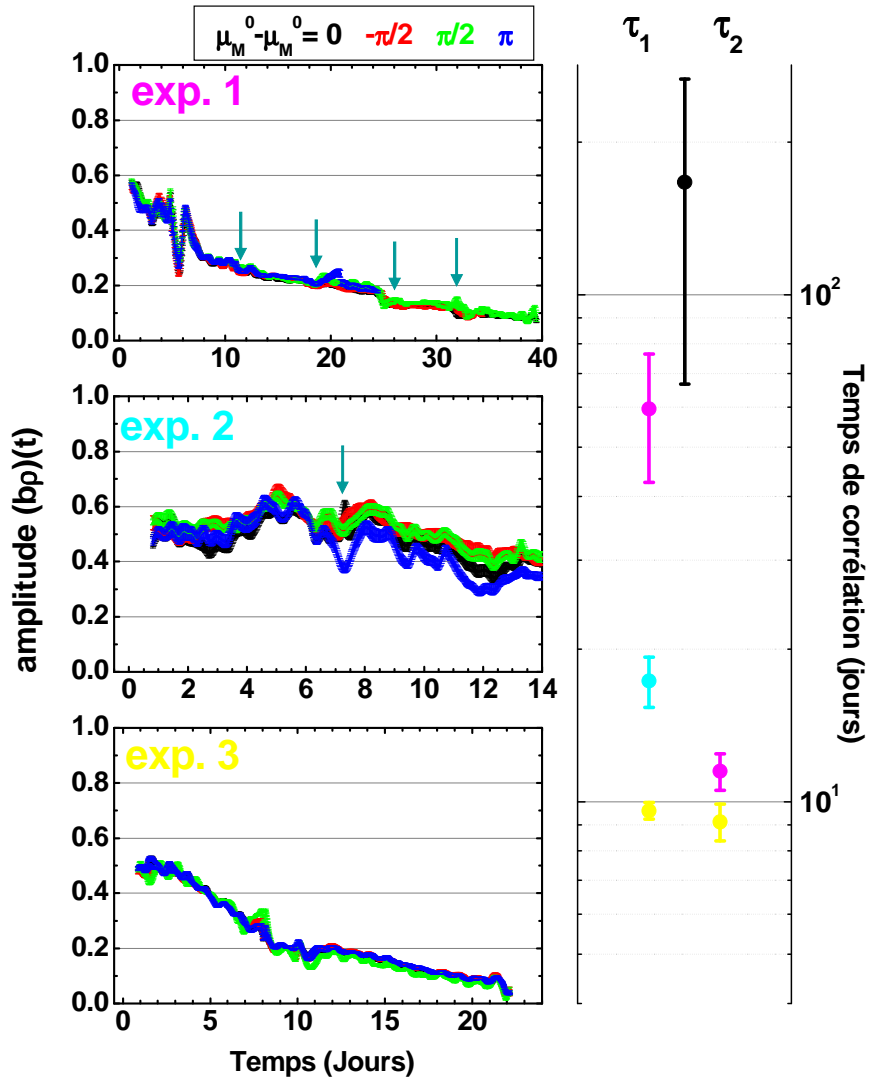 μM0-μM0= 0 -π/2 π/2 π
τ1 τ2
exp. 1
1.0
0.8
0.6
0.4
0.2
0.0
0 10 20 30 40
exp. 2
1.0
0.8
0.6
0.4
0.2
0.0
0 2 4 6 8 10 12 14
exp. 3
1.0
0.8
0.6
0.4
0.2
0.0
0 5 10 15 20
Temps (Jours)
amplitude (bρ)(t)
10²
10¹
Temps de corrélation (jours)